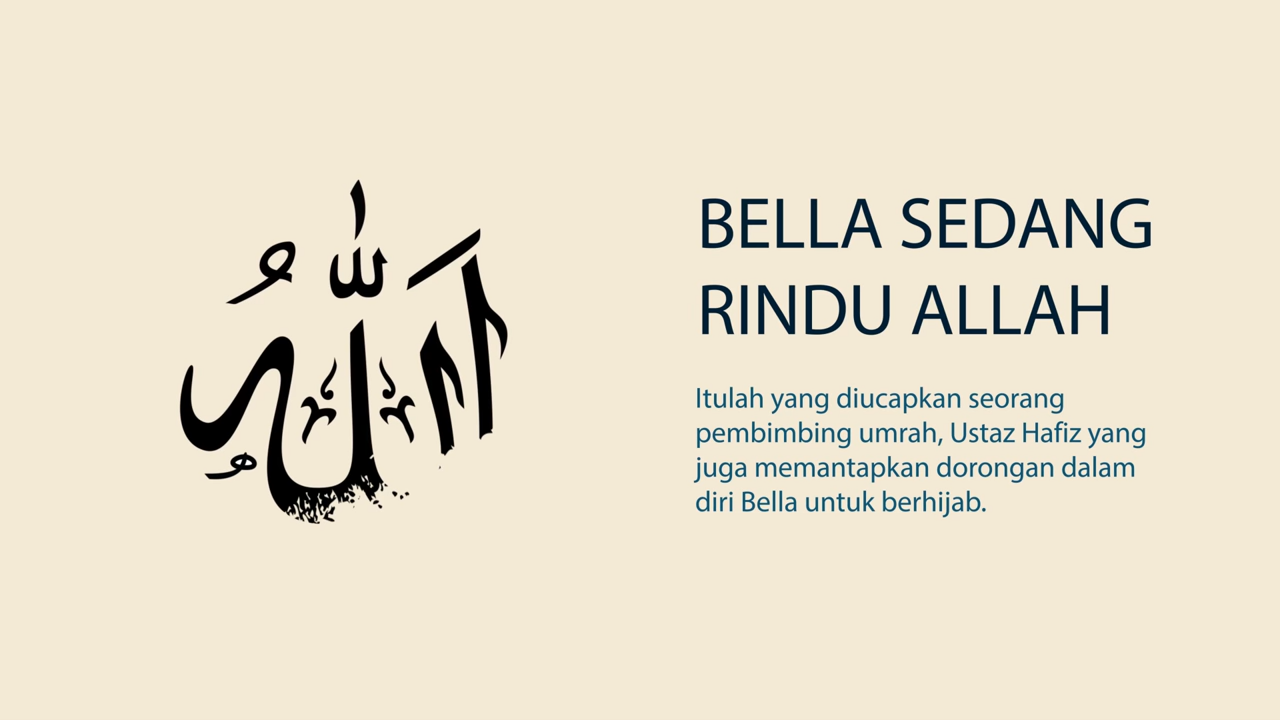 الله
BELLA SEDANG
RINDU ALLAH
Itulah yang diucapkan seorang
pembimbing umrah, Ustaz Hafiz yang
juga memantapkan dorongan dalam
diri Bella untuk berhijab.